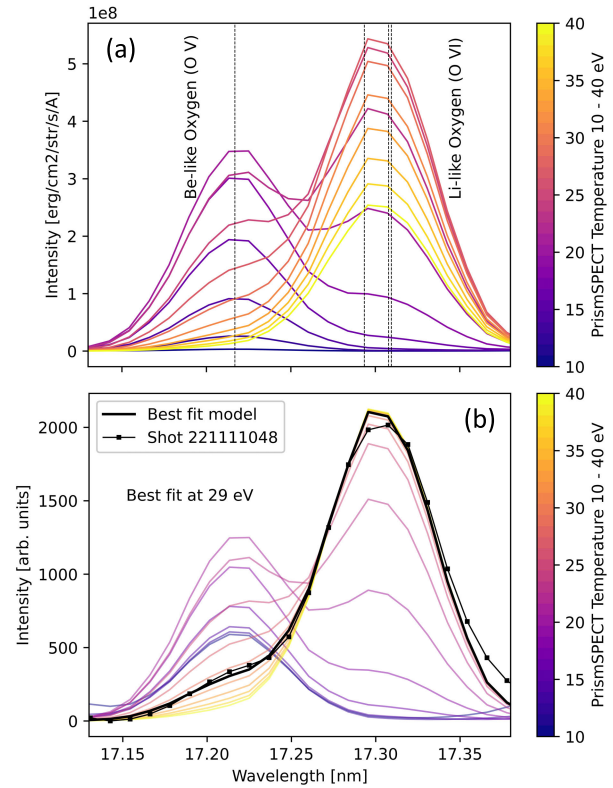 1e8
(a)
Be-like Oxygen (O V)
Li-like Oxygen (O VI)
Intensity [erg/cm2/str/s/A]
5
4
3
2
1
0
40
35
30
25
20
15
10
PrismSPECT Temperature 10 - 40 eV
(b)
Best fit model
Shot 221111048
Best fit at 29 eV
Intensity [arb. units]
2000
1500
1000
500
0
17.15
17.20
17.25
17.30
17.35
Wavelength [nm]
40
35
30
25
20
15
10
PrismSPECT Temperature 10 - 40 eV